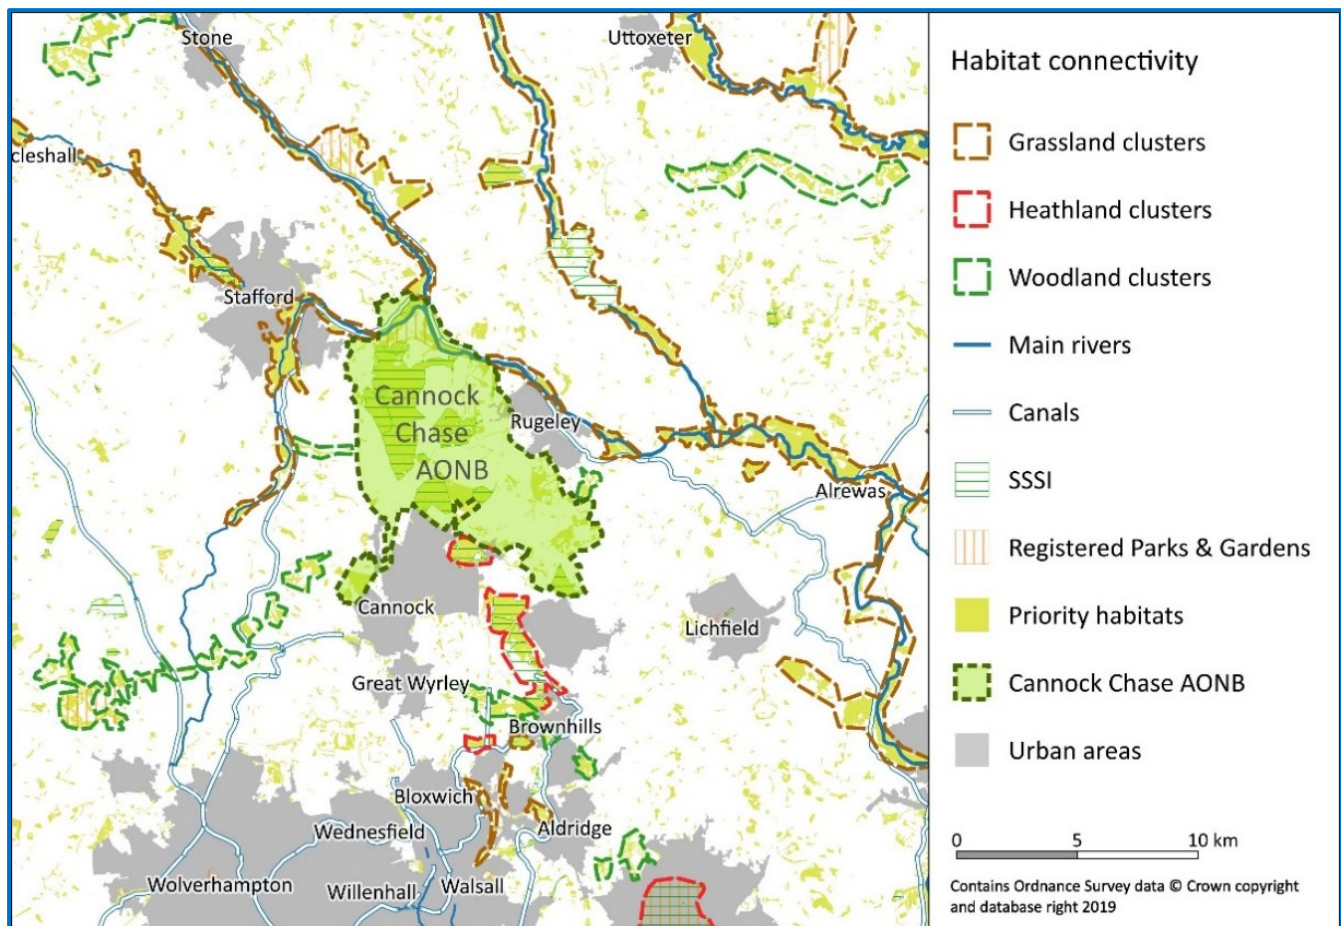 Stone
Uttoxeter
cleshall
Stafford
Cannock
Chase
AONB
Rugeley
Alrewas
Cannock
Lichfield
Great Wyrley
Brownhills
Bloxwich
Wednesfield
Aldridge
Wolverhampton
Willenhall
Walsall
Habitat connectivity
Grassland clusters
Heathland clusters
Woodland clusters
Main rivers
Canals
SSSI
Registered Parks & Gardens
Priority habitats
Cannock Chase AONB
Urban areas
0 5 10 km
Contains Ordnance Survey data © Crown copyright
and database right 2019